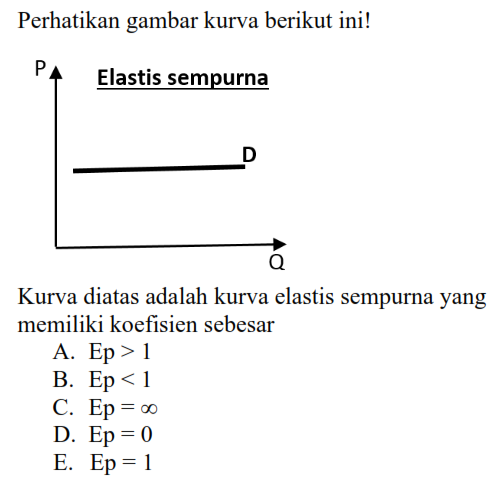 Perhatikan gambar kurva berikut ini!
P
Elastis sempurna
D
Q
Kurva diatas adalah kurva elastis sempurna yang
memiliki koefisien sebesar
A. Ep > 1
B. Ep < 1
C. Ep = ∞
D. Ep = 0
E. Ep = 1